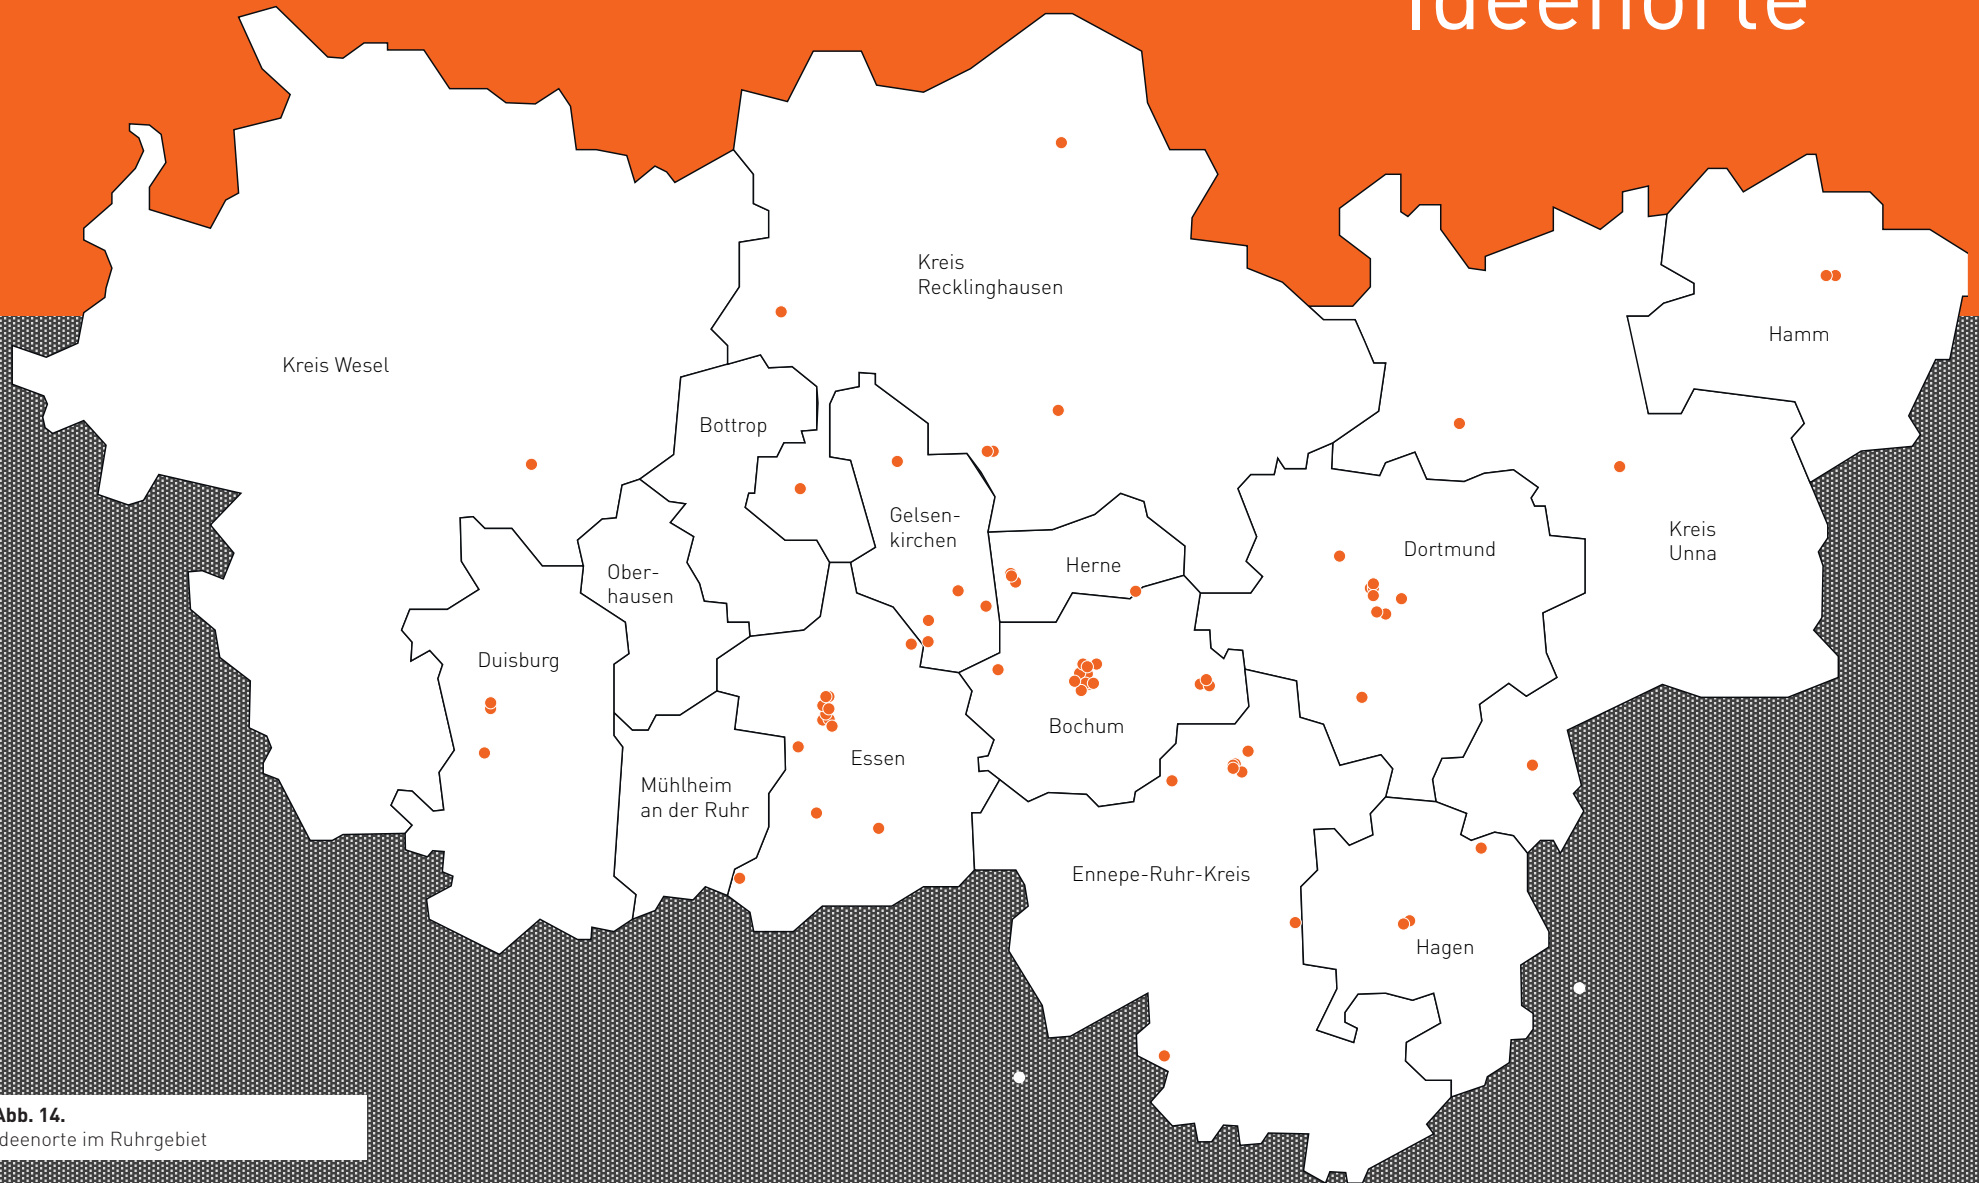 Ideenorte
Kreis
Recklinghausen
Hamm
Kreis Wesel
Bottrop
Gelsen-
kirchen
Kreis
Unna
Dortmund
Herne
Ober-
hausen
Duisburg
Bochum
Essen
Mühlheim
an der Ruhr
Ennepe-Ruhr-Kreis
Hagen
Abb. 14.
deenorte im Ruhrgebiet